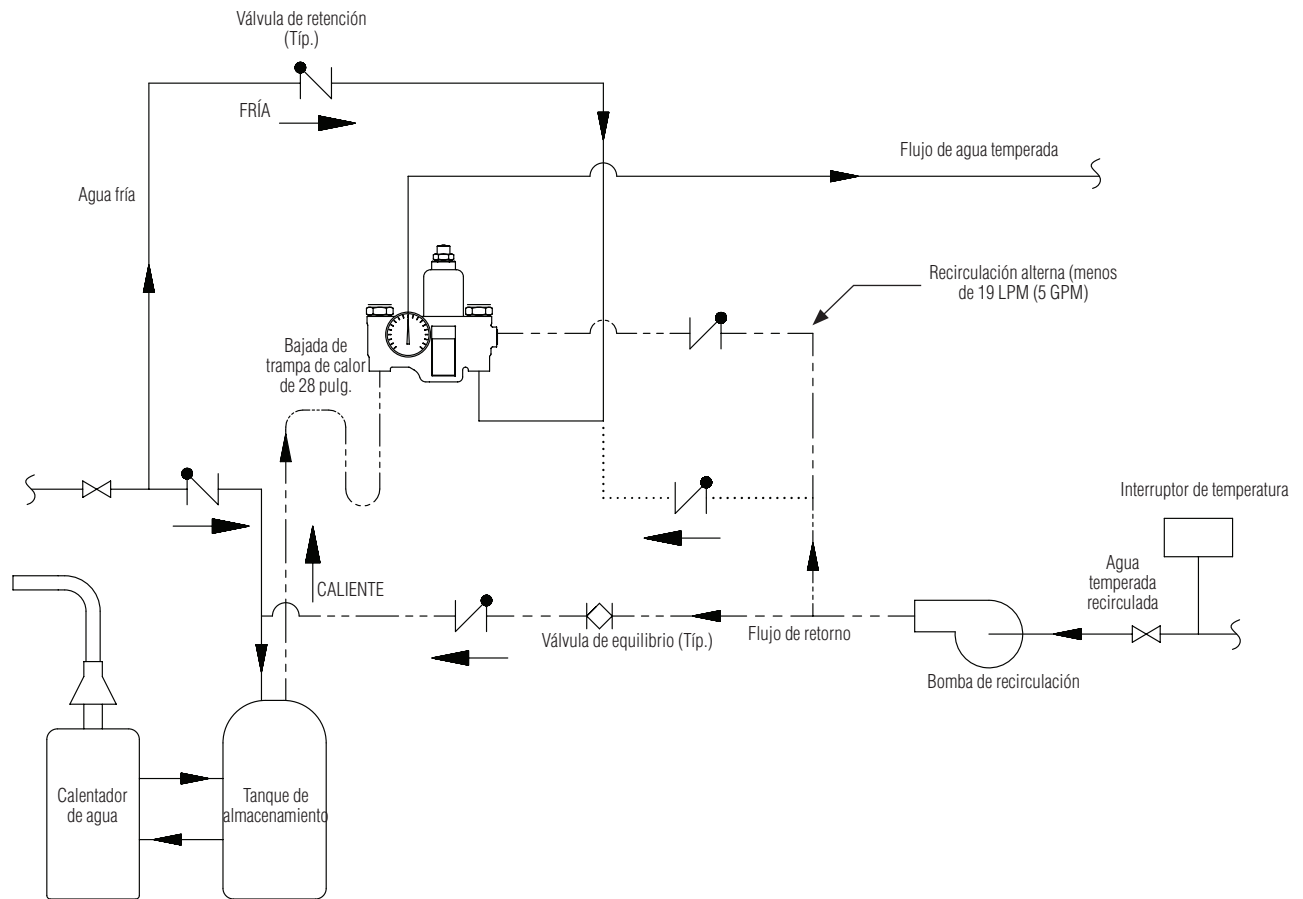 Válvula de retención
(Típ.)
FRÍA
Flujo de agua temperada
Agua fría
Recirculación alterna (menos
de 19 LPM (5 GPM)
Bajada de
trampa de calor
de 28 pulg.
Interruptor de temperatura
Agua
temperada
recirculada
CALIENTE
Válvula de equilibrio (Típ.)
Flujo de retorno
Bomba de recirculación
Calentador
de agua
Tanque de
almacenamiento